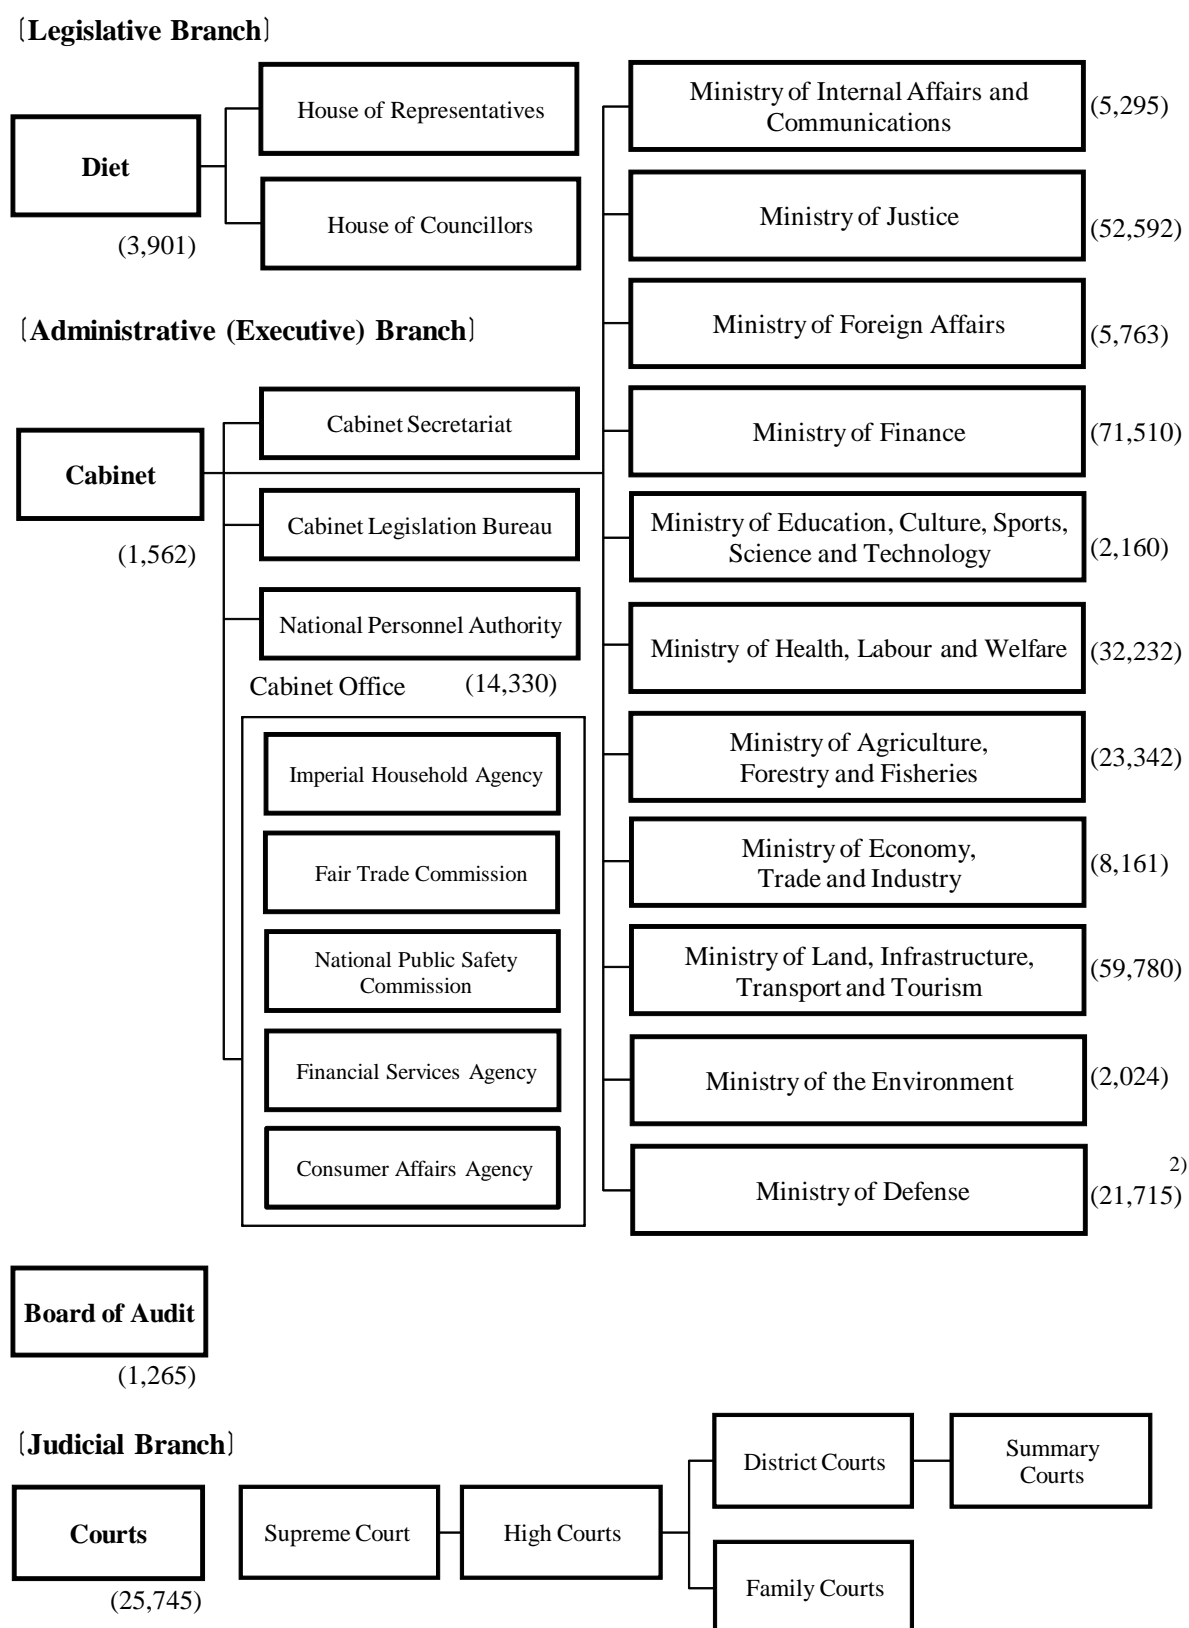 〔Legislative Branch〕
Diet
(3,901)
House of Representatives
House of Councillors
〔Administrative (Executive) Branch〕
Cabinet
(1,562)
Cabinet Secretariat
Cabinet Legislation Bureau
National Personnel Authority
Cabinet Office (14,330)
Imperial Household Agency
Fair Trade Commission
National Public Safety
Commission
Financial Services Agency
Consumer Affairs Agency
Ministry of Internal Affairs and
Communications
(5,295)
Ministry of Justice
(52,592)
Ministry of Foreign Affairs
(5,763)
Ministry of Finance
(71,510)
Ministry of Education, Culture, Sports,
Science and Technology
(2,160)
Ministry of Health, Labour and Welfare
(32,232)
Ministry of Agriculture,
Forestry and Fisheries
(23,342)
Ministry of Economy,
Trade and Industry
(8,161)
Ministry of Land, Infrastructure,
Transport and Tourism
(59,780)
Ministry of the Environment
(2,024)
Ministry of Defense
2)
(21,715)
Board of Audit
(1,265)
〔Judicial Branch〕
Courts
(25,745)
Supreme Court
High Courts
District Courts
Summary
Courts
Family Courts